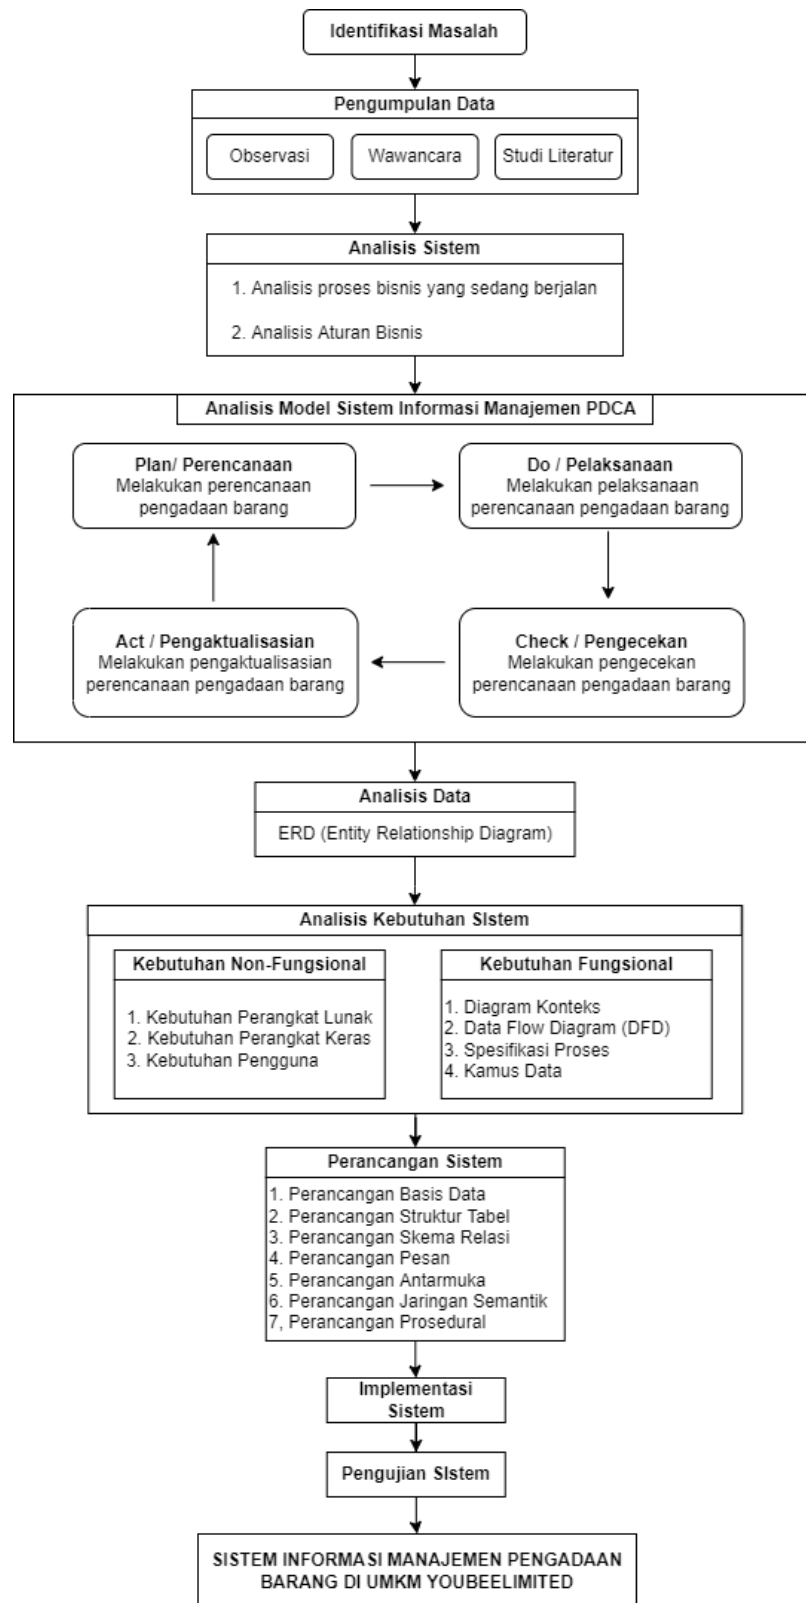 Identifikasi Masalah
Pengumpulan Data
Observasi
Wawancara
Studi Literatur
Analisis Sistem
1. Analisis proses bisnis yang sedang berjalan
2. Analisis Aturan Bisnis
Analisis Model Sistem Informasi Manajemen PDCA
Plan/ Perencanaan
Melakukan perencanaan
pengadaan barang
Do / Pelaksanaan
Melakukan pelaksanaan
perencanaan pengadaan barang
Act / Pengaktualisasian
Melakukan pengaktualisasian
perencanaan pengadaan barang
Check / Pengecekan
Melakukan pengecekan
perencanaan pengadaan barang
Analisis Data
ERD (Entity Relationship Diagram)
Analisis Kebutuhan SIstem
Kebutuhan Non-Fungsional
1. Kebutuhan Perangkat Lunak
2. Kebutuhan Perangkat Keras
3. Kebutuhan Pengguna
Kebutuhan Fungsional
1. Diagram Konteks
2. Data Flow Diagram (DFD)
3. Spesifikasi Proses
4. Kamus Data
Perancangan Sistem
1. Perancangan Basis Data
2. Perancangan Struktur Tabel
3. Perancangan Skema Relasi
4. Perancangan Pesan
5. Perancangan Antarmuka
6. Perancangan Jaringan Semantik
7, Perancangan Prosedural
Implementasi
Sistem
Pengujian SIstem
SISTEM INFORMASI MANAJEMEN PENGADAAN
BARANG DI UMKM YOUBEELIMITED